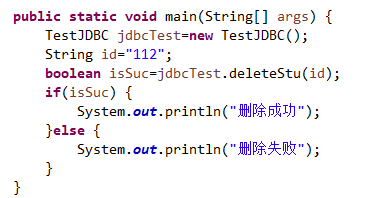 public static void main(String[] args) {
    TestJDBC jdbcTest=new TestJDBC();
    String id="112";
    boolean isSuc=jdbcTest.deleteStu(id);
    if(isSuc) {
        System.out.println("删除成功");
    }else {
        System.out.println("删除失败");
    }
}